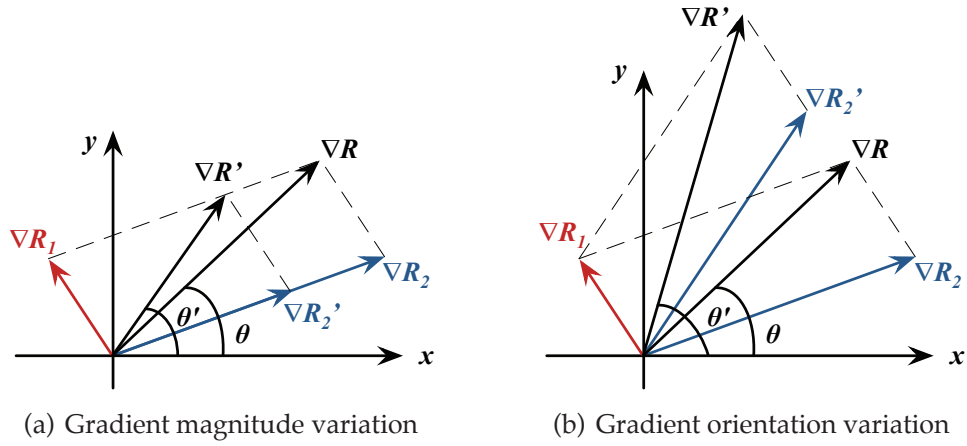 y
∇R'
∇R
∇R₁
∇R₂
∇R₂'
θ'
θ
x
(a) Gradient magnitude variation
∇R'
y
∇R₂'
∇R
∇R₁
∇R₂
θ'
θ
x
(b) Gradient orientation variation